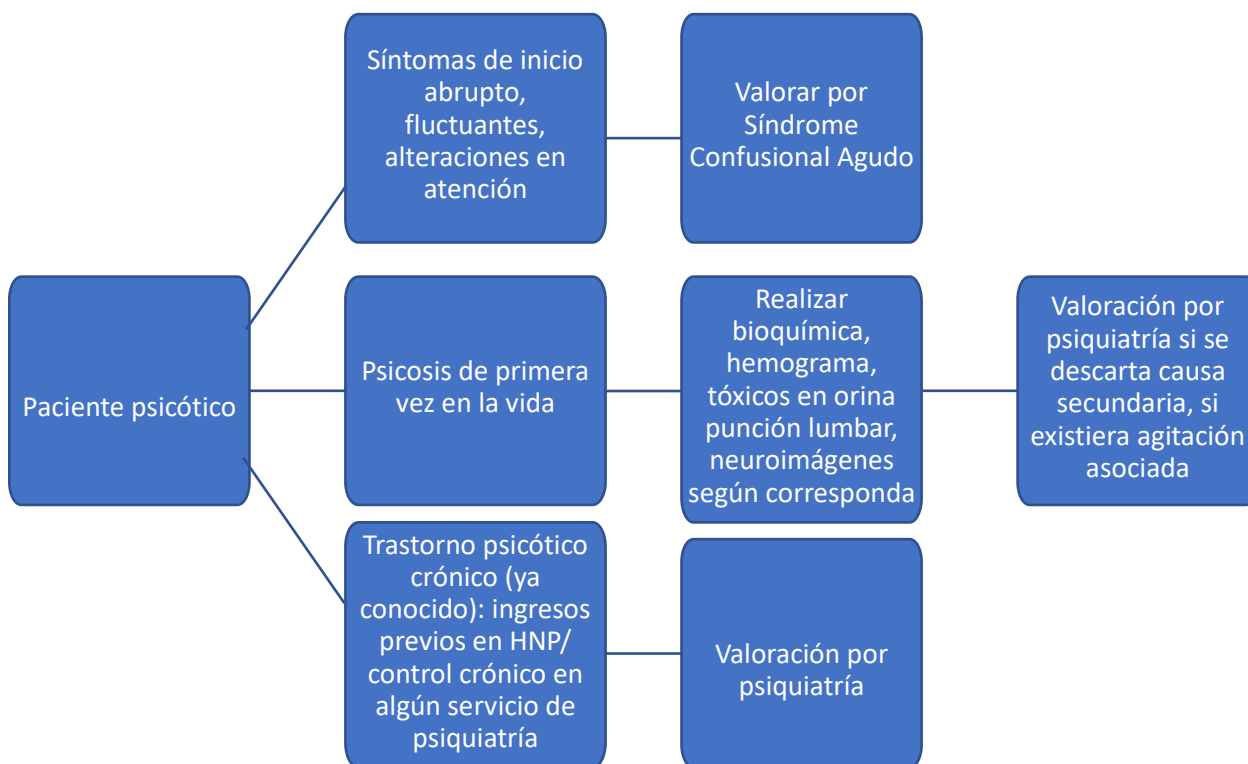 Síntomas de inicio
abrupto,
fluctuantes,
alteraciones en
atención
Valorar por
Síndrome
Confusional Agudo
Paciente psicótico
Psicosis de primera
vez en la vida
Realizar
bioquímica,
hemograma,
tóxicos en orina
punción lumbar,
neuroimágenes
según corresponda
Valoración por
psiquiatría si se
descarta causa
secundaria, si
existiera agitación
asociada
Trastorno psicótico
crónico (ya
conocido): ingresos
previos en HNP/
control crónico en
algún servicio de
psiquiatría
Valoración por
psiquiatría